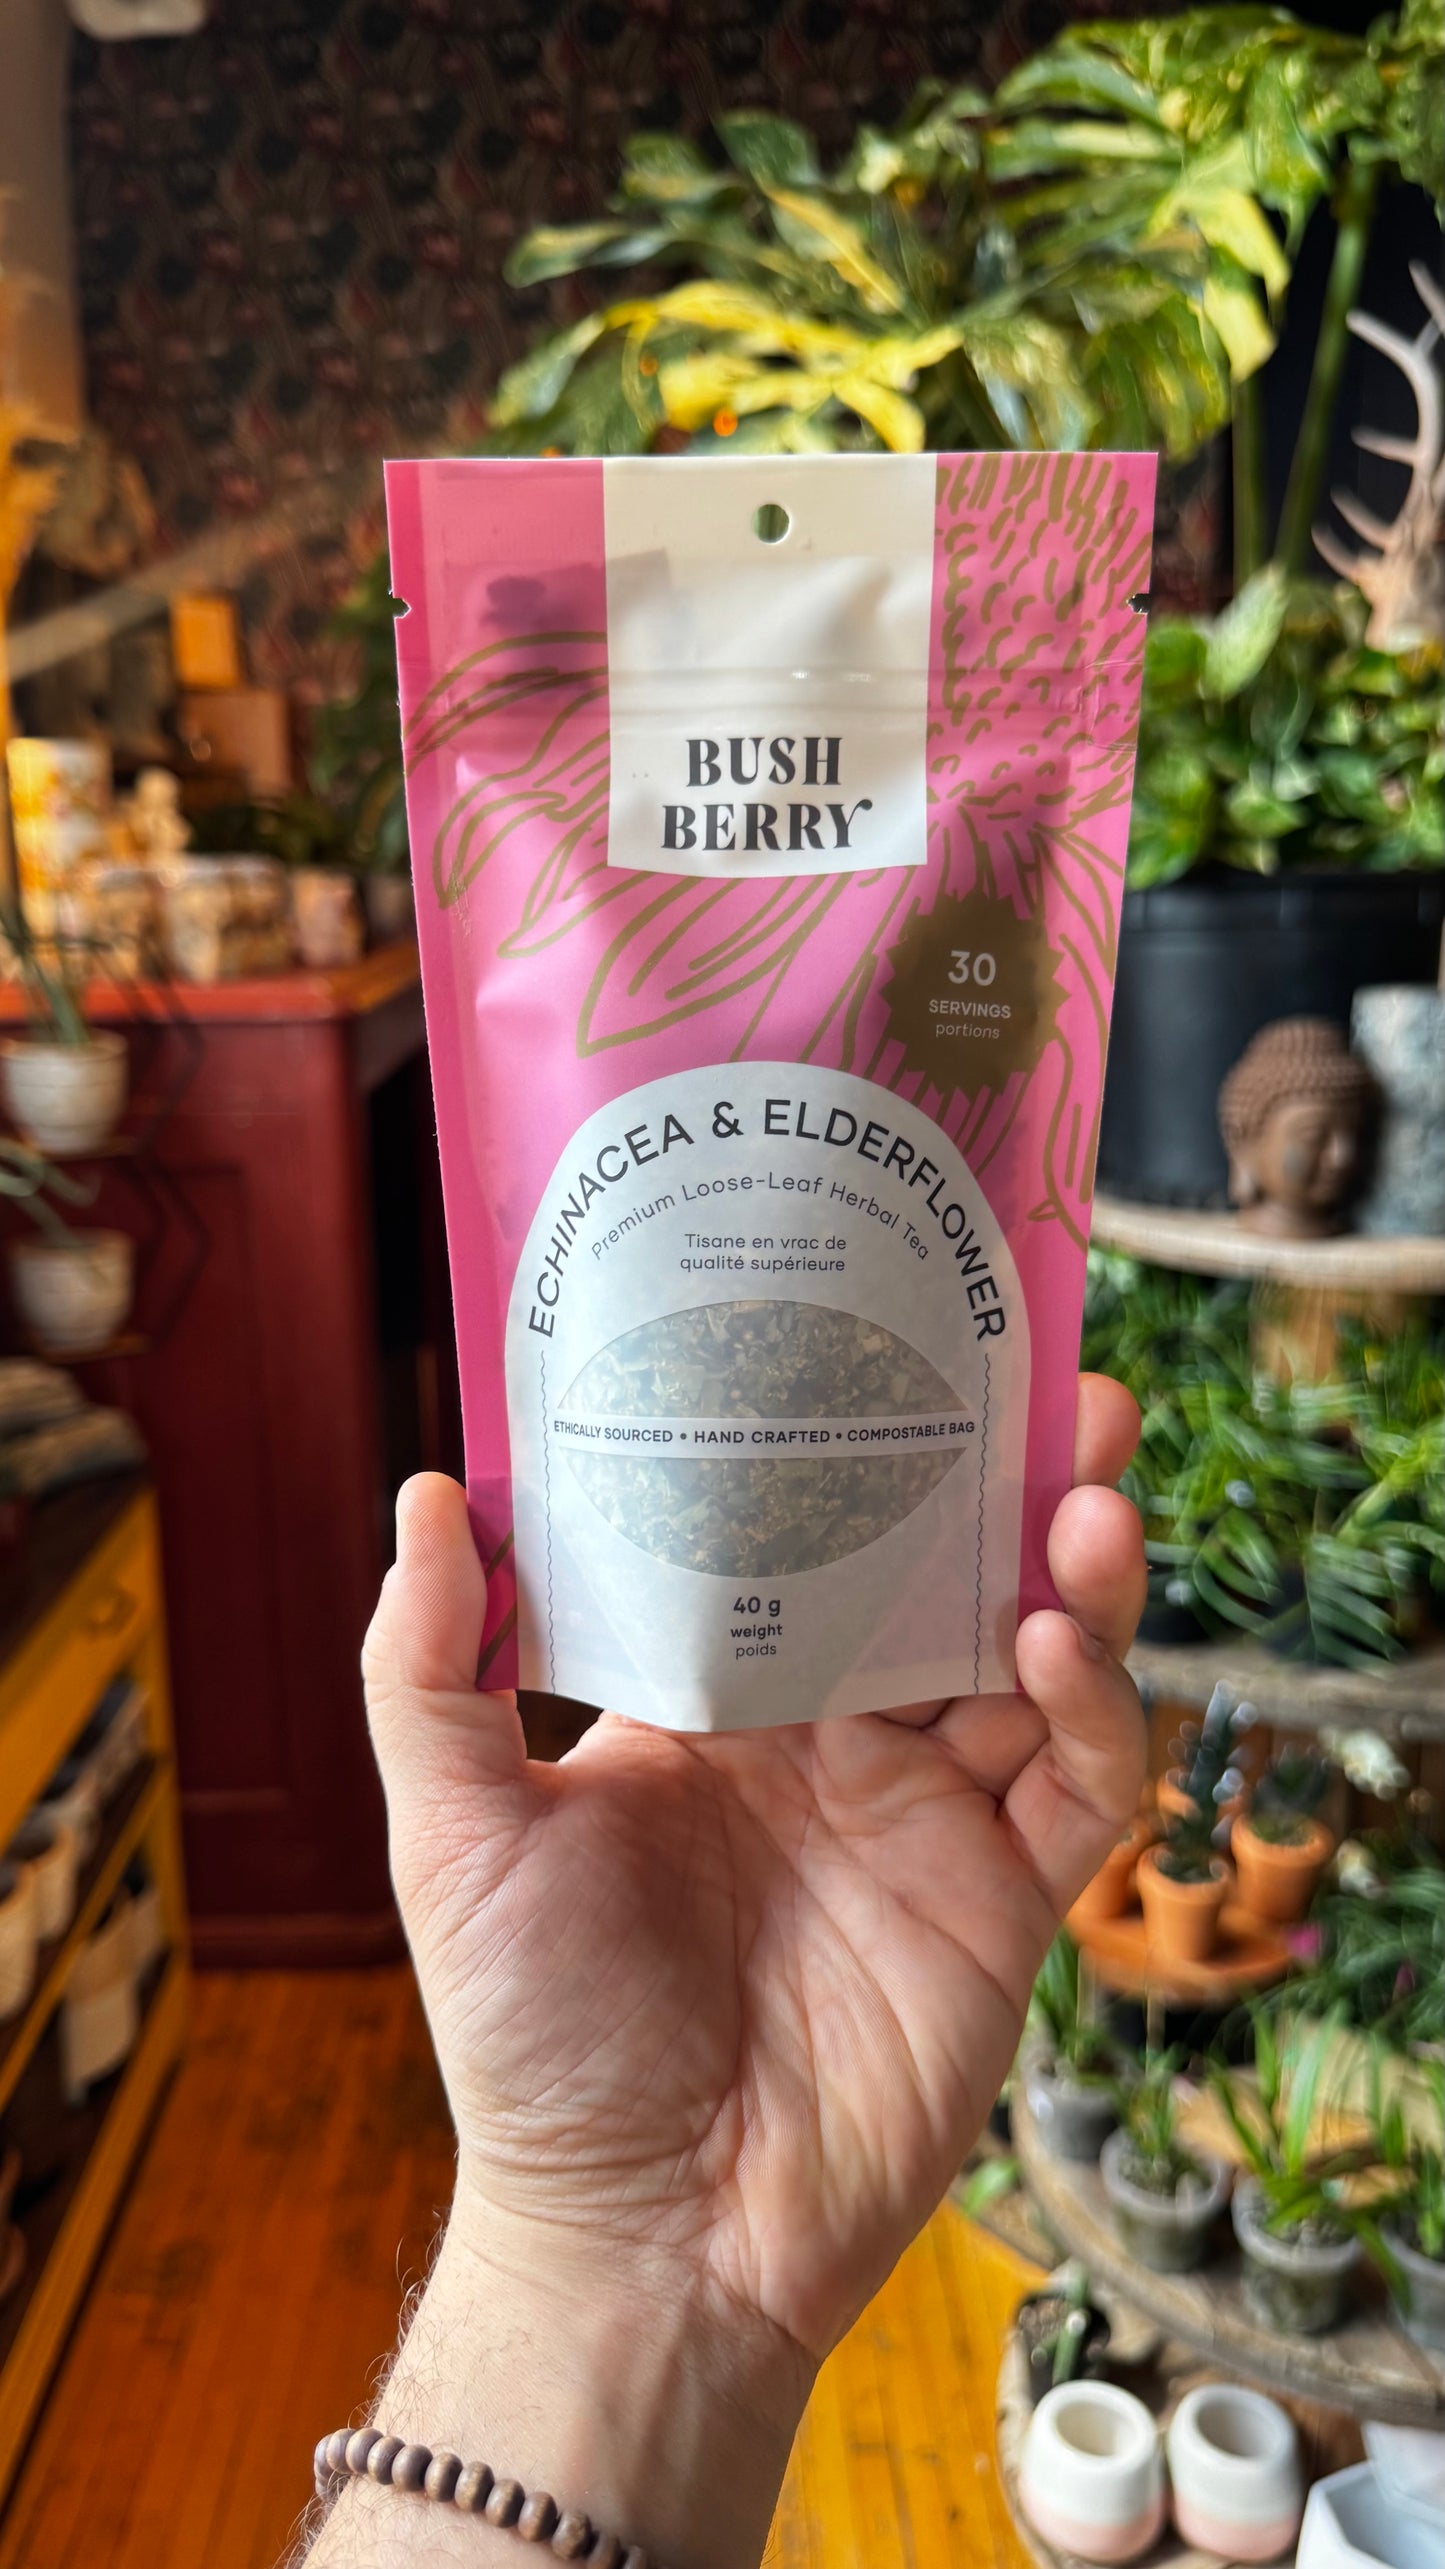 BUSH
BERRY
30
SERVINGS
portions
ECHINACEA & ELDERFLOWER
Premium Loose-Leaf Herbal Tea
Tisane en vrac de
qualité supérieure
ETHICALLY SOURCED • HAND CRAFTED • COMPOSTABLE BAG
40 g
weight
poids